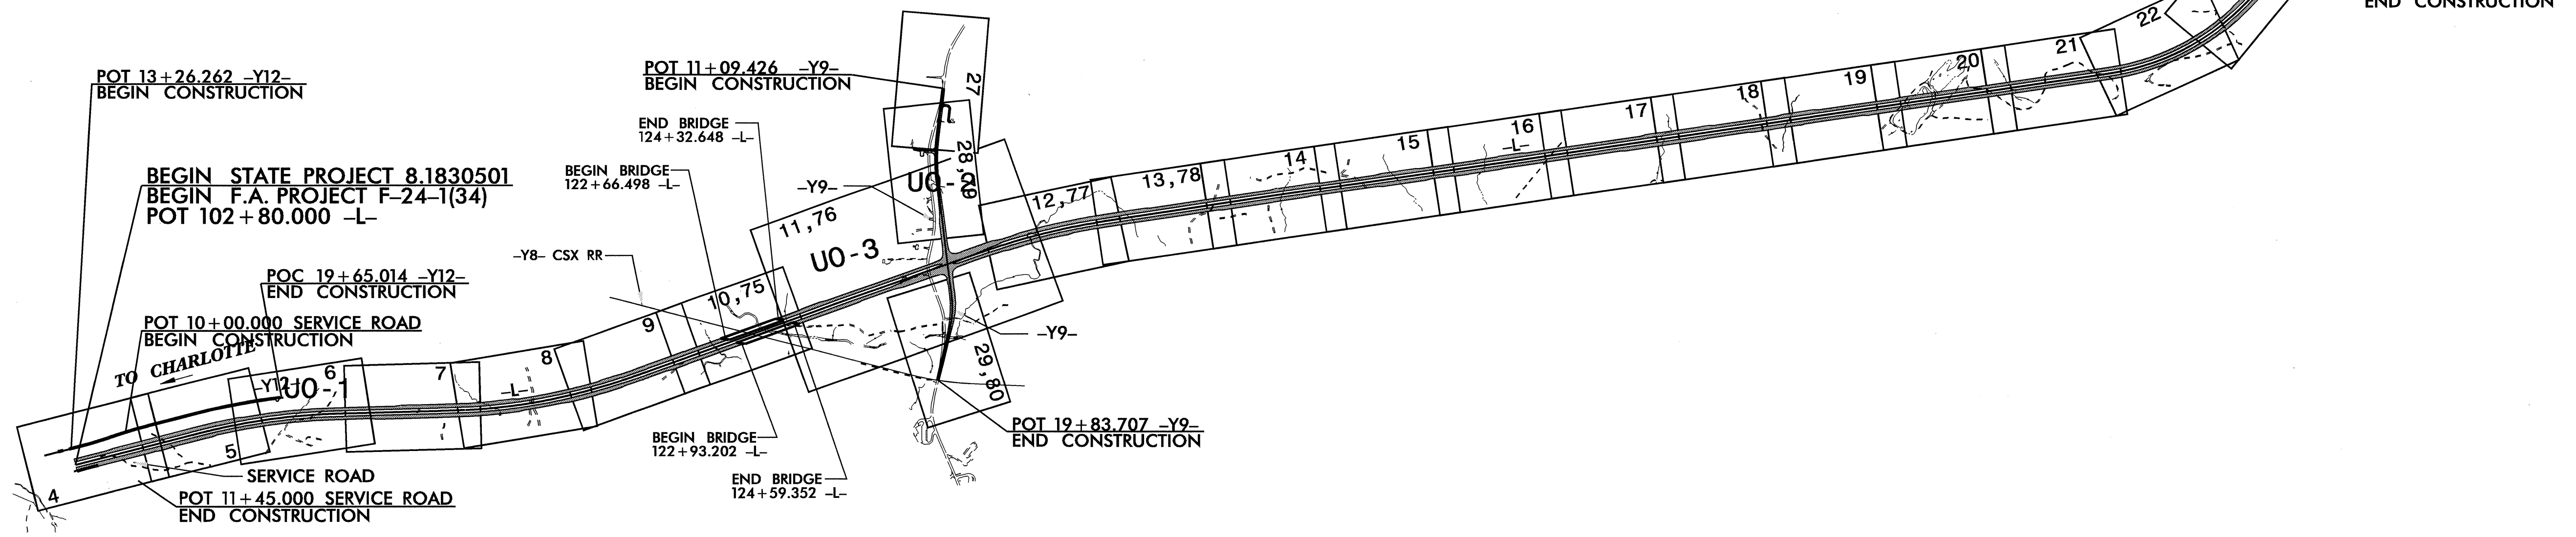 END CONSTRUCTION
POT 13+26.262 –Y12–
BEGIN CONSTRUCTION
POT 11+09.426 –Y9–
BEGIN CONSTRUCTION
END BRIDGE
124+32.648 –L–
BEGIN BRIDGE
122+66.498 –L–
BEGIN STATE PROJECT 8.1830501
BEGIN F.A. PROJECT F–24–1(34)
POT 102+80.000 –L–
–Y8– CSX RR
POC 19+65.014 –Y12–
END CONSTRUCTION
POT 10+00.000 SERVICE ROAD
BEGIN CONSTRUCTION
TO CHARLOTTE
–Y12–
UO-1
4
5
6
7
–L–
8
9
10,75
11,76
UO-3
–Y9–
27
28,79
12,77
13,78
14
15
16
–L–
17
18
19
20
21
22
–Y9–
29,80
POT 19+83.707 –Y9–
END CONSTRUCTION
BEGIN BRIDGE
122+93.202 –L–
END BRIDGE
124+59.352 –L–
SERVICE ROAD
POT 11+45.000 SERVICE ROAD
END CONSTRUCTION